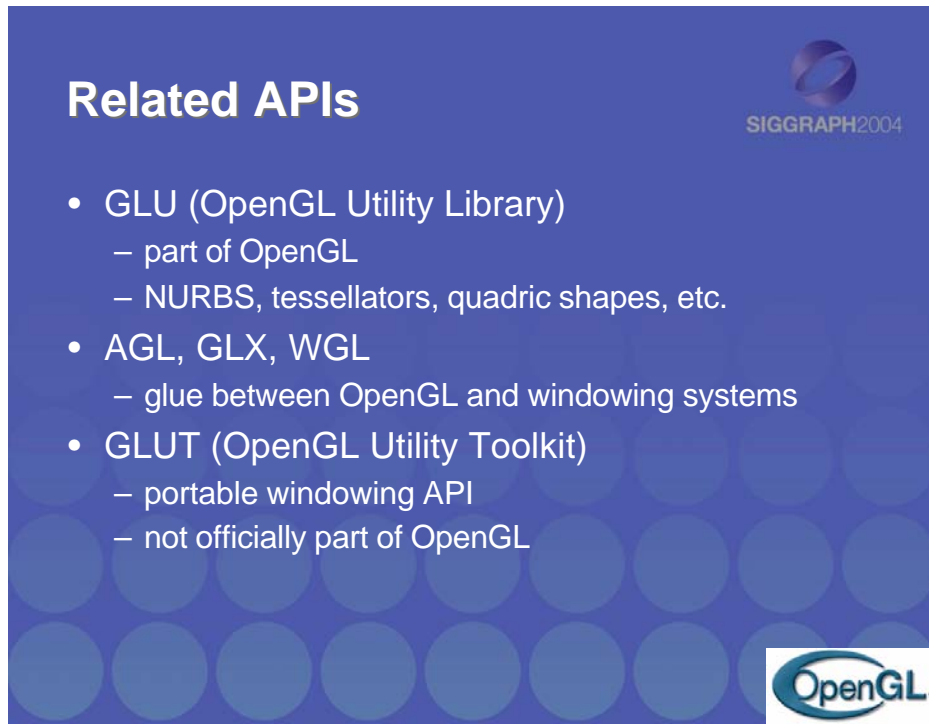 Related APIs
SIGGRAPH2004
• GLU (OpenGL Utility Library)
– part of OpenGL
– NURBS, tessellators, quadric shapes, etc.
• AGL, GLX, WGL
– glue between OpenGL and windowing systems
• GLUT (OpenGL Utility Toolkit)
– portable windowing API
– not officially part of OpenGL
OpenGL